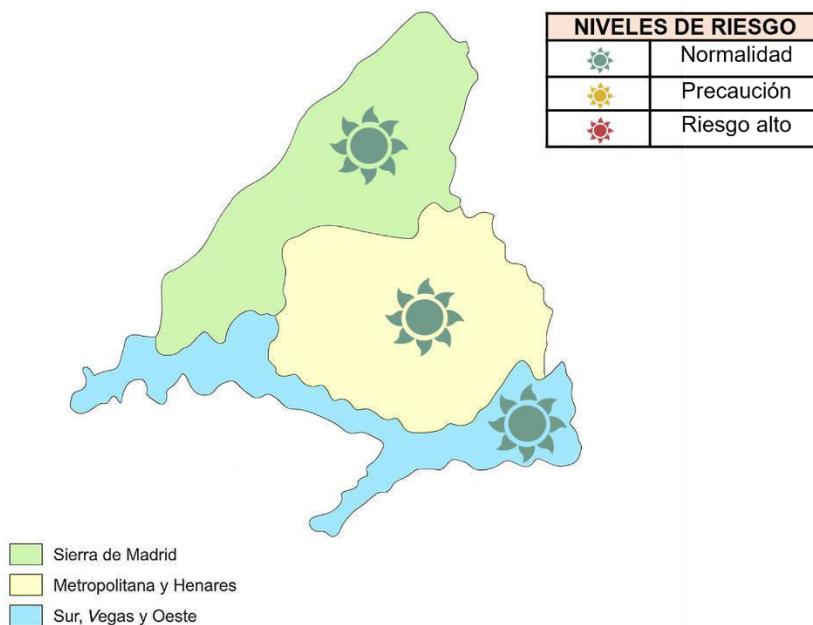 NIVELES DE RIESGO
Normalidad
Precaución
Riesgo alto
Sierra de Madrid
Metropolitana y Henares
Sur, Vegas y Oeste